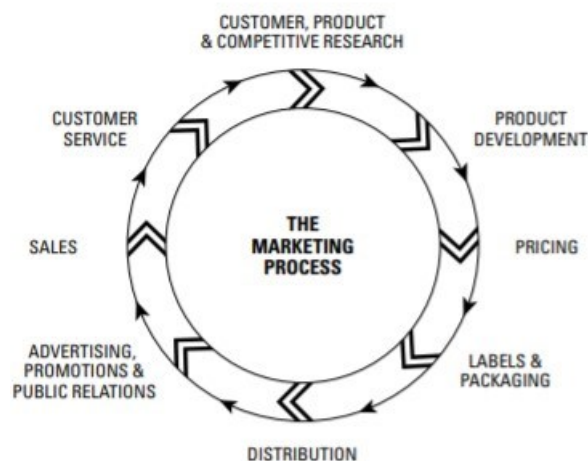 CUSTOMER, PRODUCT
& COMPETITIVE RESEARCH
PRODUCT
DEVELOPMENT
PRICING
LABELS &
PACKAGING
DISTRIBUTION
ADVERTISING,
PROMOTIONS &
PUBLIC RELATIONS
SALES
CUSTOMER
SERVICE
THE
MARKETING
PROCESS